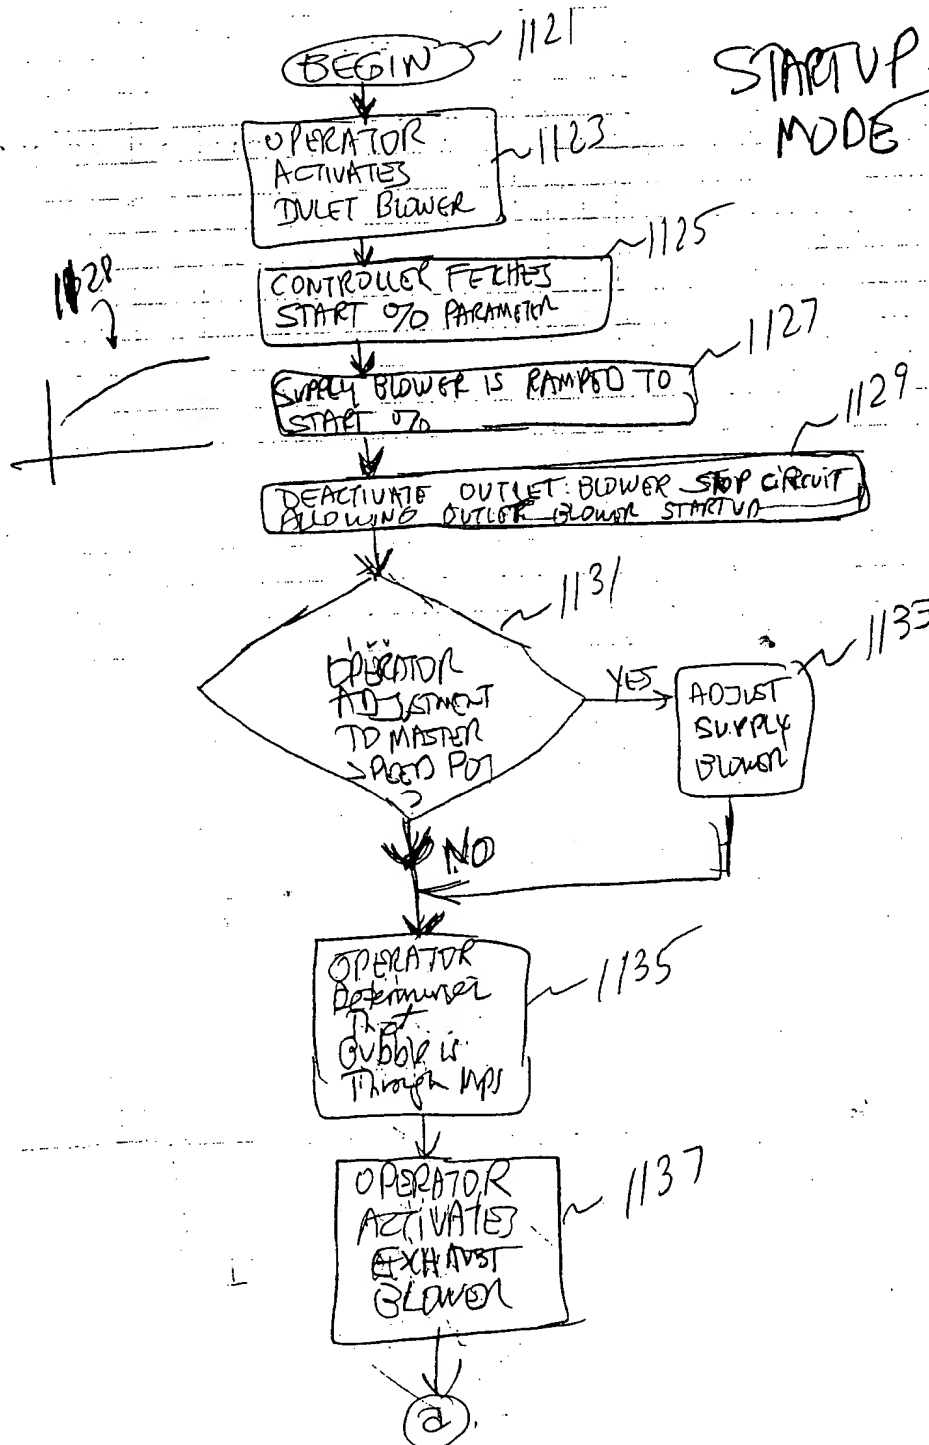 1121
BEGIN
STARTUP
MODE
OPERATOR
ACTIVATES
INLET BLOWER
1123
1125
CONTROLLER FETCHES
START % PARAMETER
1128
1127
SUPPLY BLOWER IS RAMPED TO
START %
1129
DEACTIVATE OUTLET BLOWER STOP CIRCUIT
ALLOWING OUTLET BLOWER STARTUP
1131
OPERATOR
ADJUSTMENT
TO MASTER
SPEED POT
?
YES
1133
ADJUST
SUPPLY
BLOWER
NO
OPERATOR
Determines
That
Bubble is
Through Nips
1135
OPERATOR
ACTIVATES
EXHAUST
BLOWER
1137
a